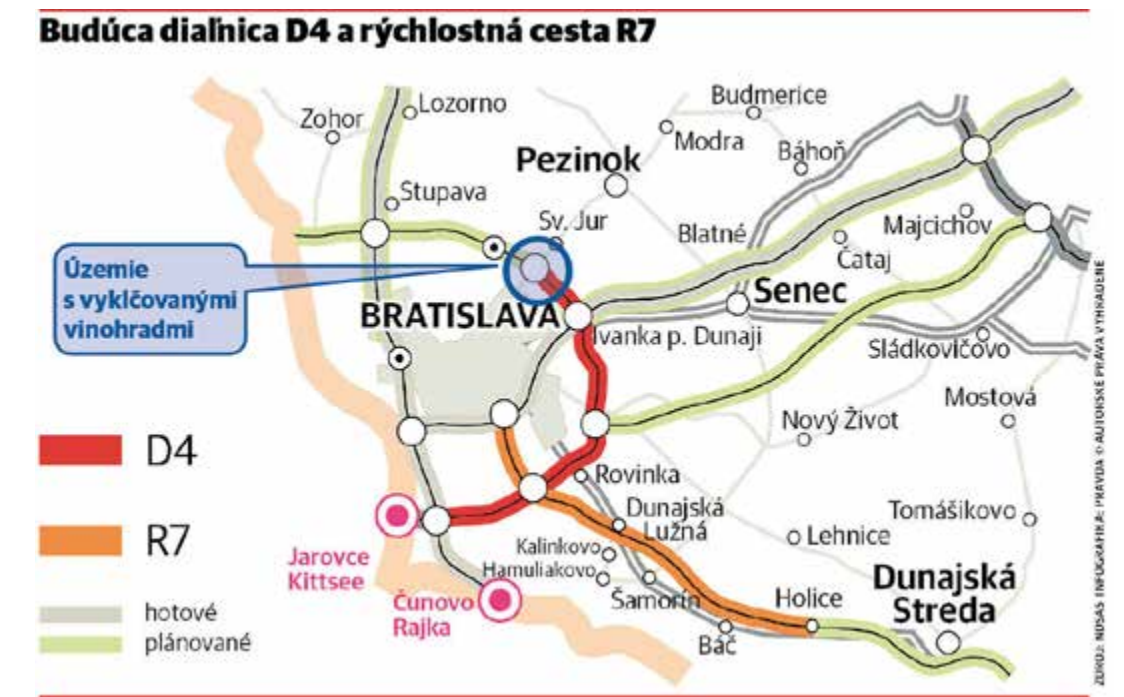 Budúca diaľnica D4 a rýchlostná cesta R7
Lozorno
Zohor
Budmerice
Modra
Pezinok
Báhoň
Stupava
Sv. Jur
Blatné
Majcichov
Čataj
Územie
s vyklčovanými
vinohradmi
BRATISLAVA
Senec
Ivanka p. Dunaji
Sládkovičovo
Mostová
Nový Život
D4
Rovinka
Dunajská
Lužná
Tomášikovo
R7
Lehnice
Jarovce
Kittsee
Kalinkovo
Hamuliakovo
Dunajská
Streda
Čunovo
Rajka
Šamorín
Holice
hotové
plánované
Báč
ZDROJ: NDSAS INFOGRAFIKA: PRAVDA © AUTORSKÉ PRÁVA VYHRADENÉ